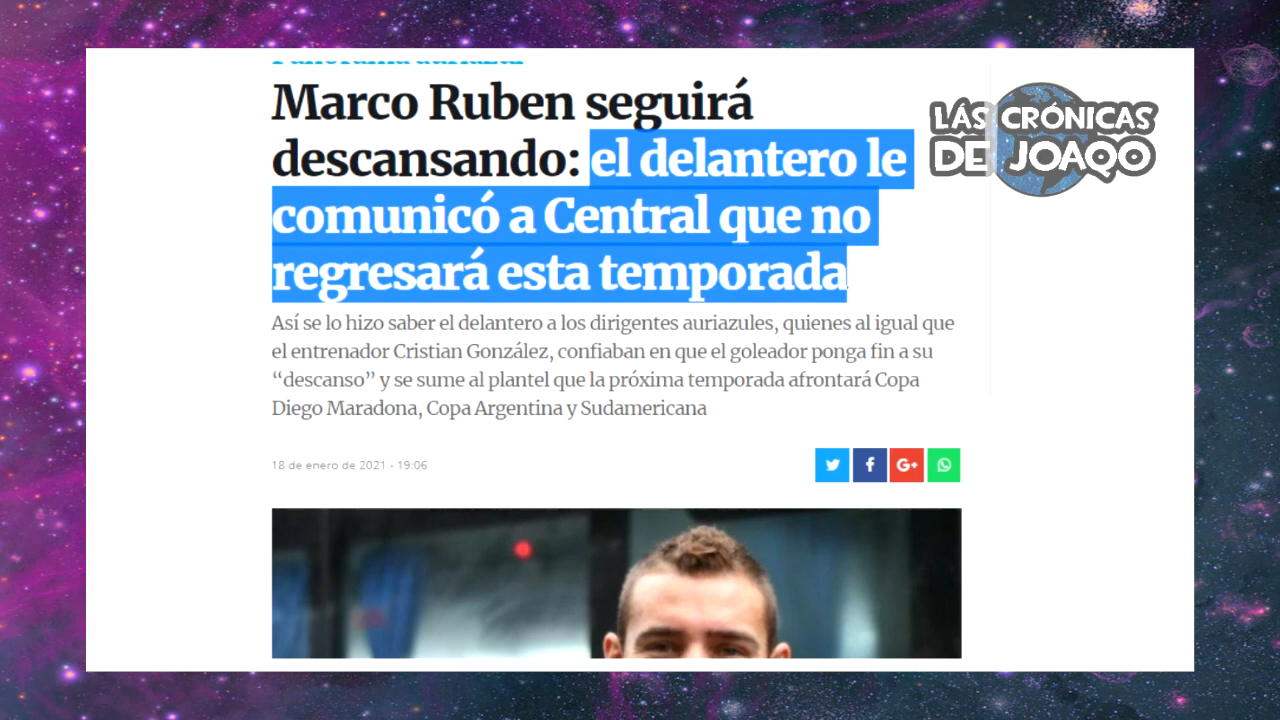 Panorama auriazul
Marco Ruben seguirá
descansando: el delantero le
comunicó a Central que no
regresará esta temporada
LÁS CRÓNICAS
DE JOAQO
Así se lo hizo saber el delantero a los dirigentes auriazules, quienes al igual que
el entrenador Cristian González, confiaban en que el goleador ponga fin a su
“descanso” y se sume al plantel que la próxima temporada afrontará Copa
Diego Maradona, Copa Argentina y Sudamericana
18 de enero de 2021 - 19:06
G+